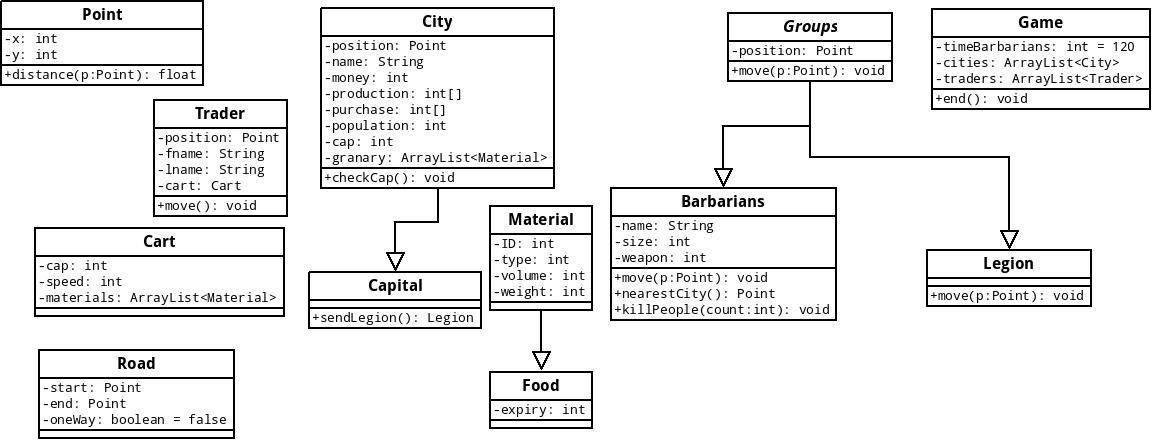 Point
-x: int
-y: int
+distance(p:Point): float
City
-position: Point
-name: String
-money: int
-production: int[]
-purchase: int[]
-population: int
-cap: int
-granary: ArrayList<Material>
+checkCap(): void
Groups
-position: Point
+move(p:Point): void
Game
-timeBarbarians: int = 120
-cities: ArrayList<City>
-traders: ArrayList<Trader>
+end(): void
Trader
-position: Point
-fname: String
-lname: String
-cart: Cart
+move(): void
Cart
-cap: int
-speed: int
-materials: ArrayList<Material>
Capital
+sendLegion(): Legion
Material
-ID: int
-type: int
-volume: int
-weight: int
Barbarians
-name: String
-size: int
-weapon: int
+move(p:Point): void
+nearestCity(): Point
+killPeople(count:int): void
Legion
+move(p:Point): void
Road
-start: Point
-end: Point
-oneWay: boolean = false
Food
-expiry: int